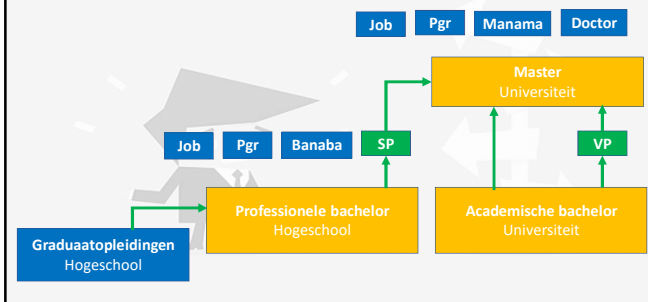 Job Pgr Manama Doctor
Master
Universiteit
Job Pgr Banaba SP VP
Professionele bachelor
Hogeschool
Academische bachelor
Universiteit
Graduaatopleidingen
Hogeschool